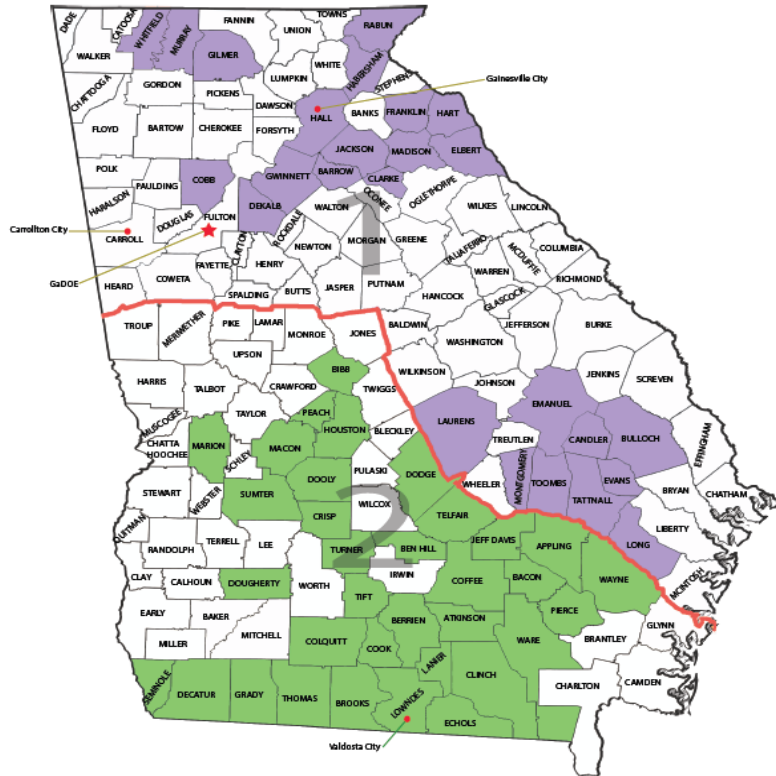 DADE
CATOOSA
WHITFIELD
MURRAY
FANNIN
TOWNS
RABUN
UNION
WALKER
GILMER
WHITE
HABERSHAM
LUMPKIN
STEPHENS
Gainesville City
CHATTOOGA
GORDON
PICKENS
DAWSON
HALL
BANKS
FRANKLIN
HART
FLOYD
BARTOW
CHEROKEE
FORSYTH
JACKSON
MADISON
ELBERT
POLK
PAULDING
COBB
GWINNETT
BARROW
CLARKE
HARALSON
DOUGLAS
FULTON
DEKALB
ROCKDALE
WALTON
OCONEE
OGLETHORPE
WILKES
LINCOLN
1
Carrollton City
CARROLL
CLAYTON
NEWTON
MORGAN
GREENE
TALIAFERRO
MCDUFFIE
COLUMBIA
GaDOE
FAYETTE
HENRY
WARREN
RICHMOND
HEARD
COWETA
SPALDING
BUTTS
JASPER
PUTNAM
HANCOCK
GLASCOCK
TROUP
MERIWETHER
PIKE
LAMAR
MONROE
JONES
BALDWIN
JEFFERSON
BURKE
UPSON
WASHINGTON
HARRIS
TALBOT
CRAWFORD
BIBB
TWIGGS
WILKINSON
JOHNSON
JENKINS
SCREVEN
MUSCOGEE
TAYLOR
PEACH
HOUSTON
BLECKLEY
LAURENS
EMANUEL
CHATTA
HOOCHEE
MARION
SCHLEY
MACON
TREUTLEN
CANDLER
BULLOCH
EFFINGHAM
STEWART
WEBSTER
SUMTER
DOOLY
PULASKI
DODGE
WHEELER
MONTGOMERY
TOOMBS
EVANS
BRYAN
CHATHAM
2
WILCOX
TATTNALL
QUITMAN
CRISP
TELFAIR
LIBERTY
RANDOLPH
TERRELL
LEE
TURNER
BEN HILL
JEFF DAVIS
APPLING
LONG
CLAY
CALHOUN
DOUGHERTY
WORTH
IRWIN
COFFEE
BACON
WAYNE
MCINTOSH
EARLY
BAKER
TIFT
PIERCE
MILLER
MITCHELL
COLQUITT
BERRIEN
ATKINSON
WARE
BRANTLEY
GLYNN
COOK
LANIER
CLINCH
CHARLTON
CAMDEN
SEMINOLE
DECATUR
GRADY
THOMAS
BROOKS
LOWNDES
ECHOLS
Valdosta City